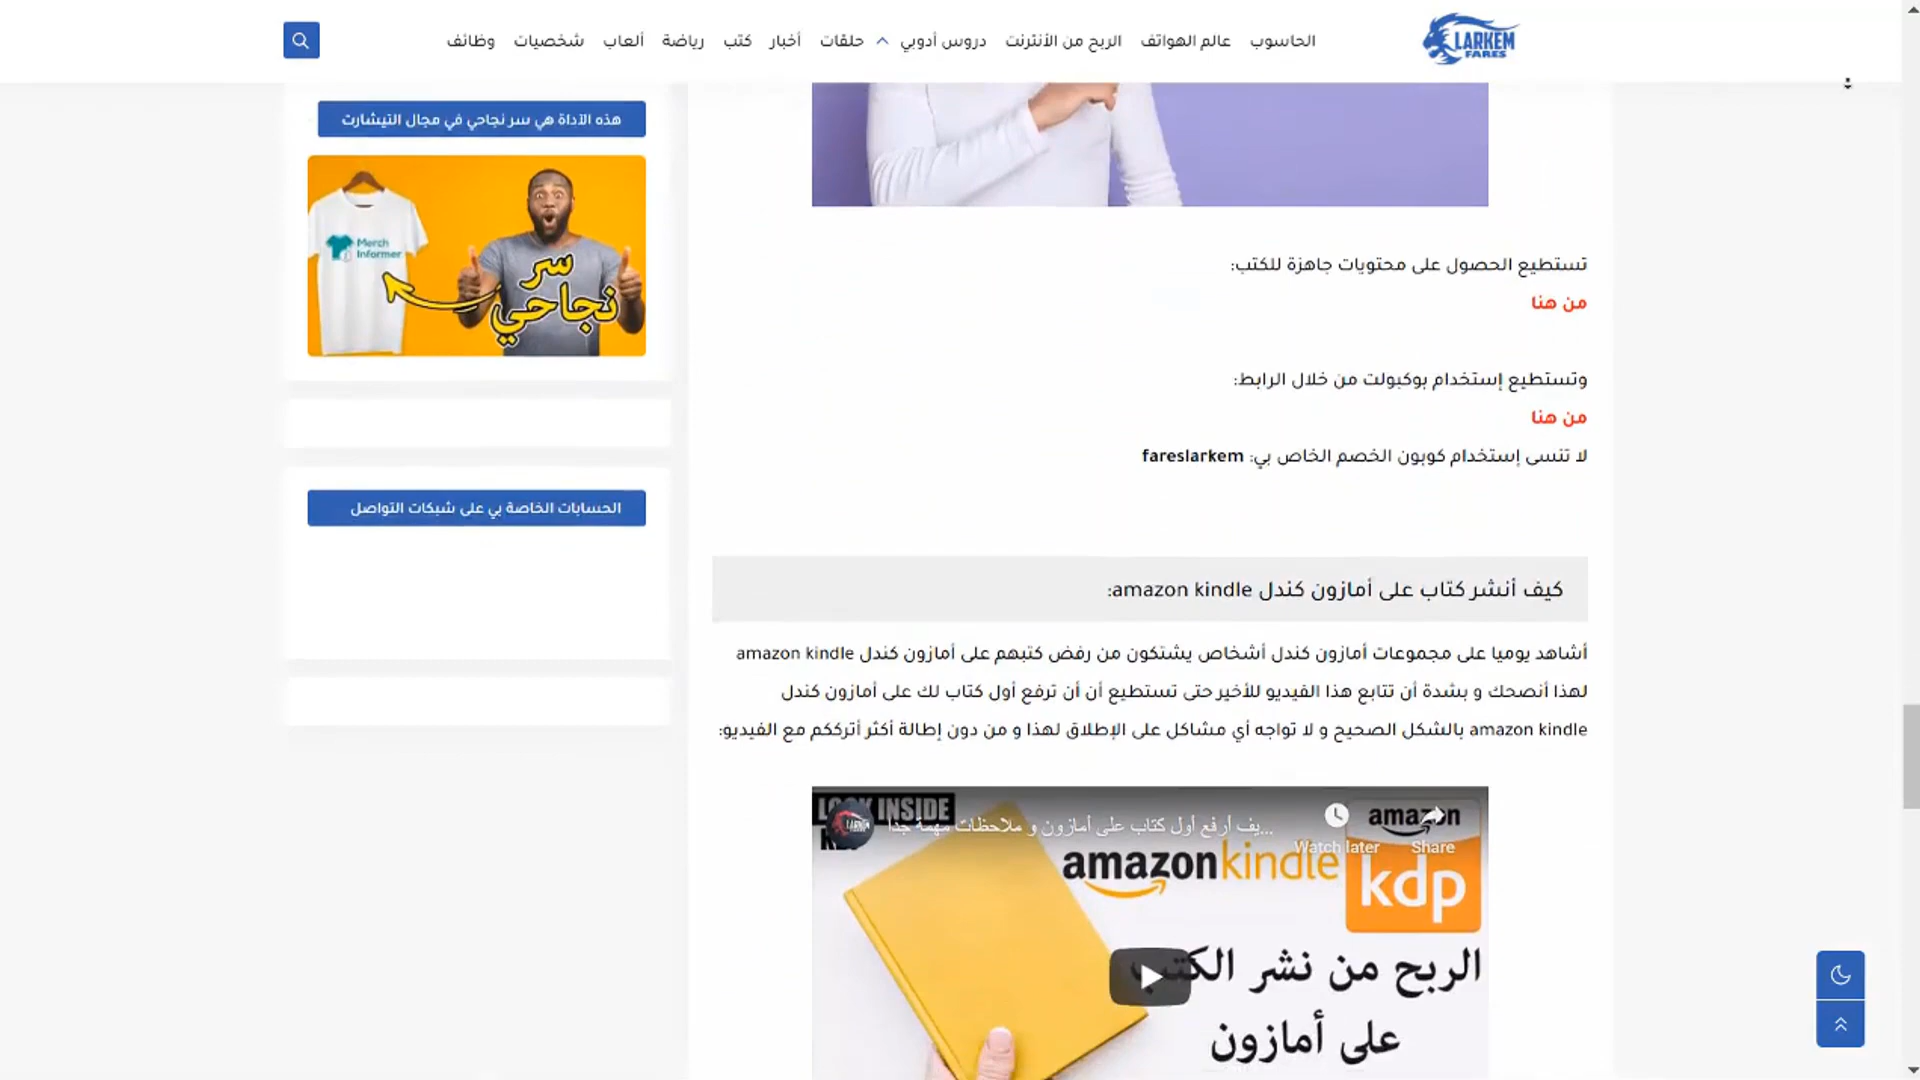 الحاسوب عالم الهواتف الربح من الأنترنت دروس أدوبي حلقات أخبار كتب رياضة ألعاب شخصيات وظائف
LARKEM
FARES
هذه الآداة هي سر نجاحي في مجال التيشارت
Merch
Informer
سر
نجاحي
الحسابات الخاصة بي على شبكات التواصل
تستطيع الحصول على محتويات جاهزة للكتب:
من هنا
وتستطيع إستخدام بوكبولت من خلال الرابط:
من هنا
لا تنسى إستخدام كوبون الخصم الخاص بي: fareslarkem
كيف أنشر كتاب على أمازون كندل amazon kindle:
أشاهد يوميا على مجموعات أمازون كندل أشخاص يشتكون من رفض كتبهم على أمازون كندل amazon kindle
لهذا أنصحك و بشدة أن تتابع هذا الفيديو للأخير حتى تستطيع أن أن ترفع أول كتاب لك على أمازون كندل
amazon kindle بالشكل الصحيح و لا تواجه أي مشاكل على الإطلاق لهذا و من دون إطالة أكثر أترككم مع الفيديو:
LOOK INSIDE
يف أرفع أول كتاب على أمازون و ملاحظات مهمة جدا...
Watch later
Share
amazon
kdp
amazonkindle
الربح من نشر الكتب
على أمازون